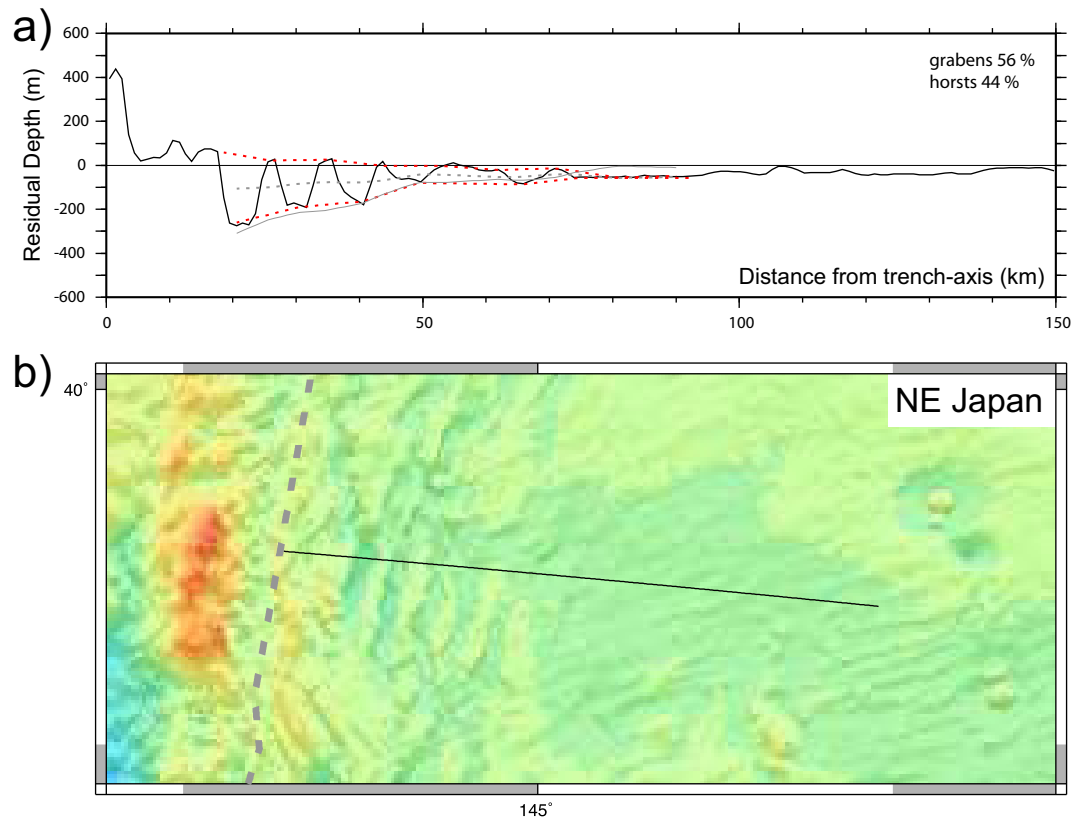 a)
600
400
200
0
-200
-400
-600
Residual Depth (m)
grabens 56 %
horsts 44 %
Distance from trench-axis (km)
0
50
100
150
b)
40°
NE Japan
145°